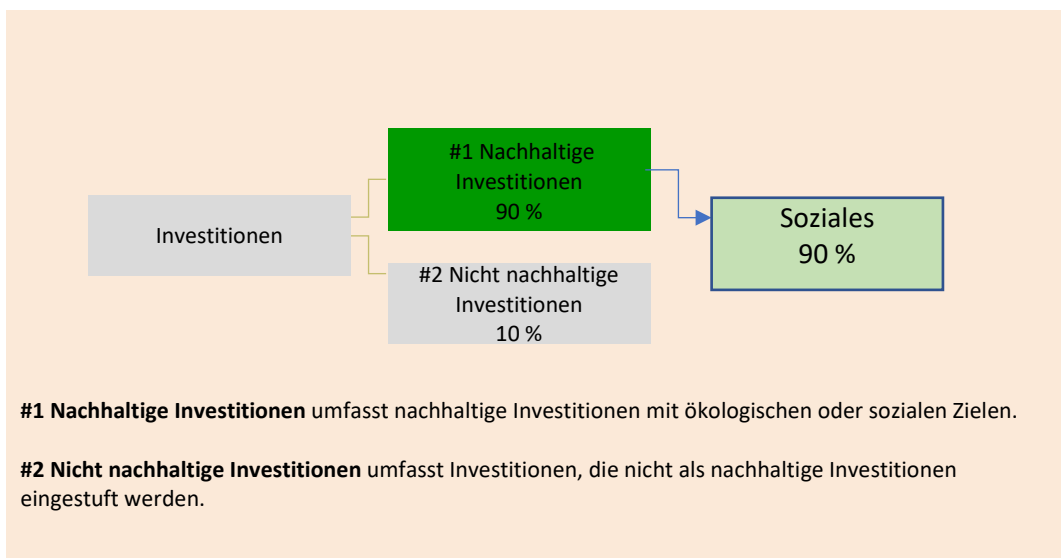 #1 Nachhaltige
Investitionen
90 %
Investitionen
Soziales
90 %
#2 Nicht nachhaltige
Investitionen
10 %
#1 Nachhaltige Investitionen umfasst nachhaltige Investitionen mit ökologischen oder sozialen Zielen.
#2 Nicht nachhaltige Investitionen umfasst Investitionen, die nicht als nachhaltige Investitionen
eingestuft werden.